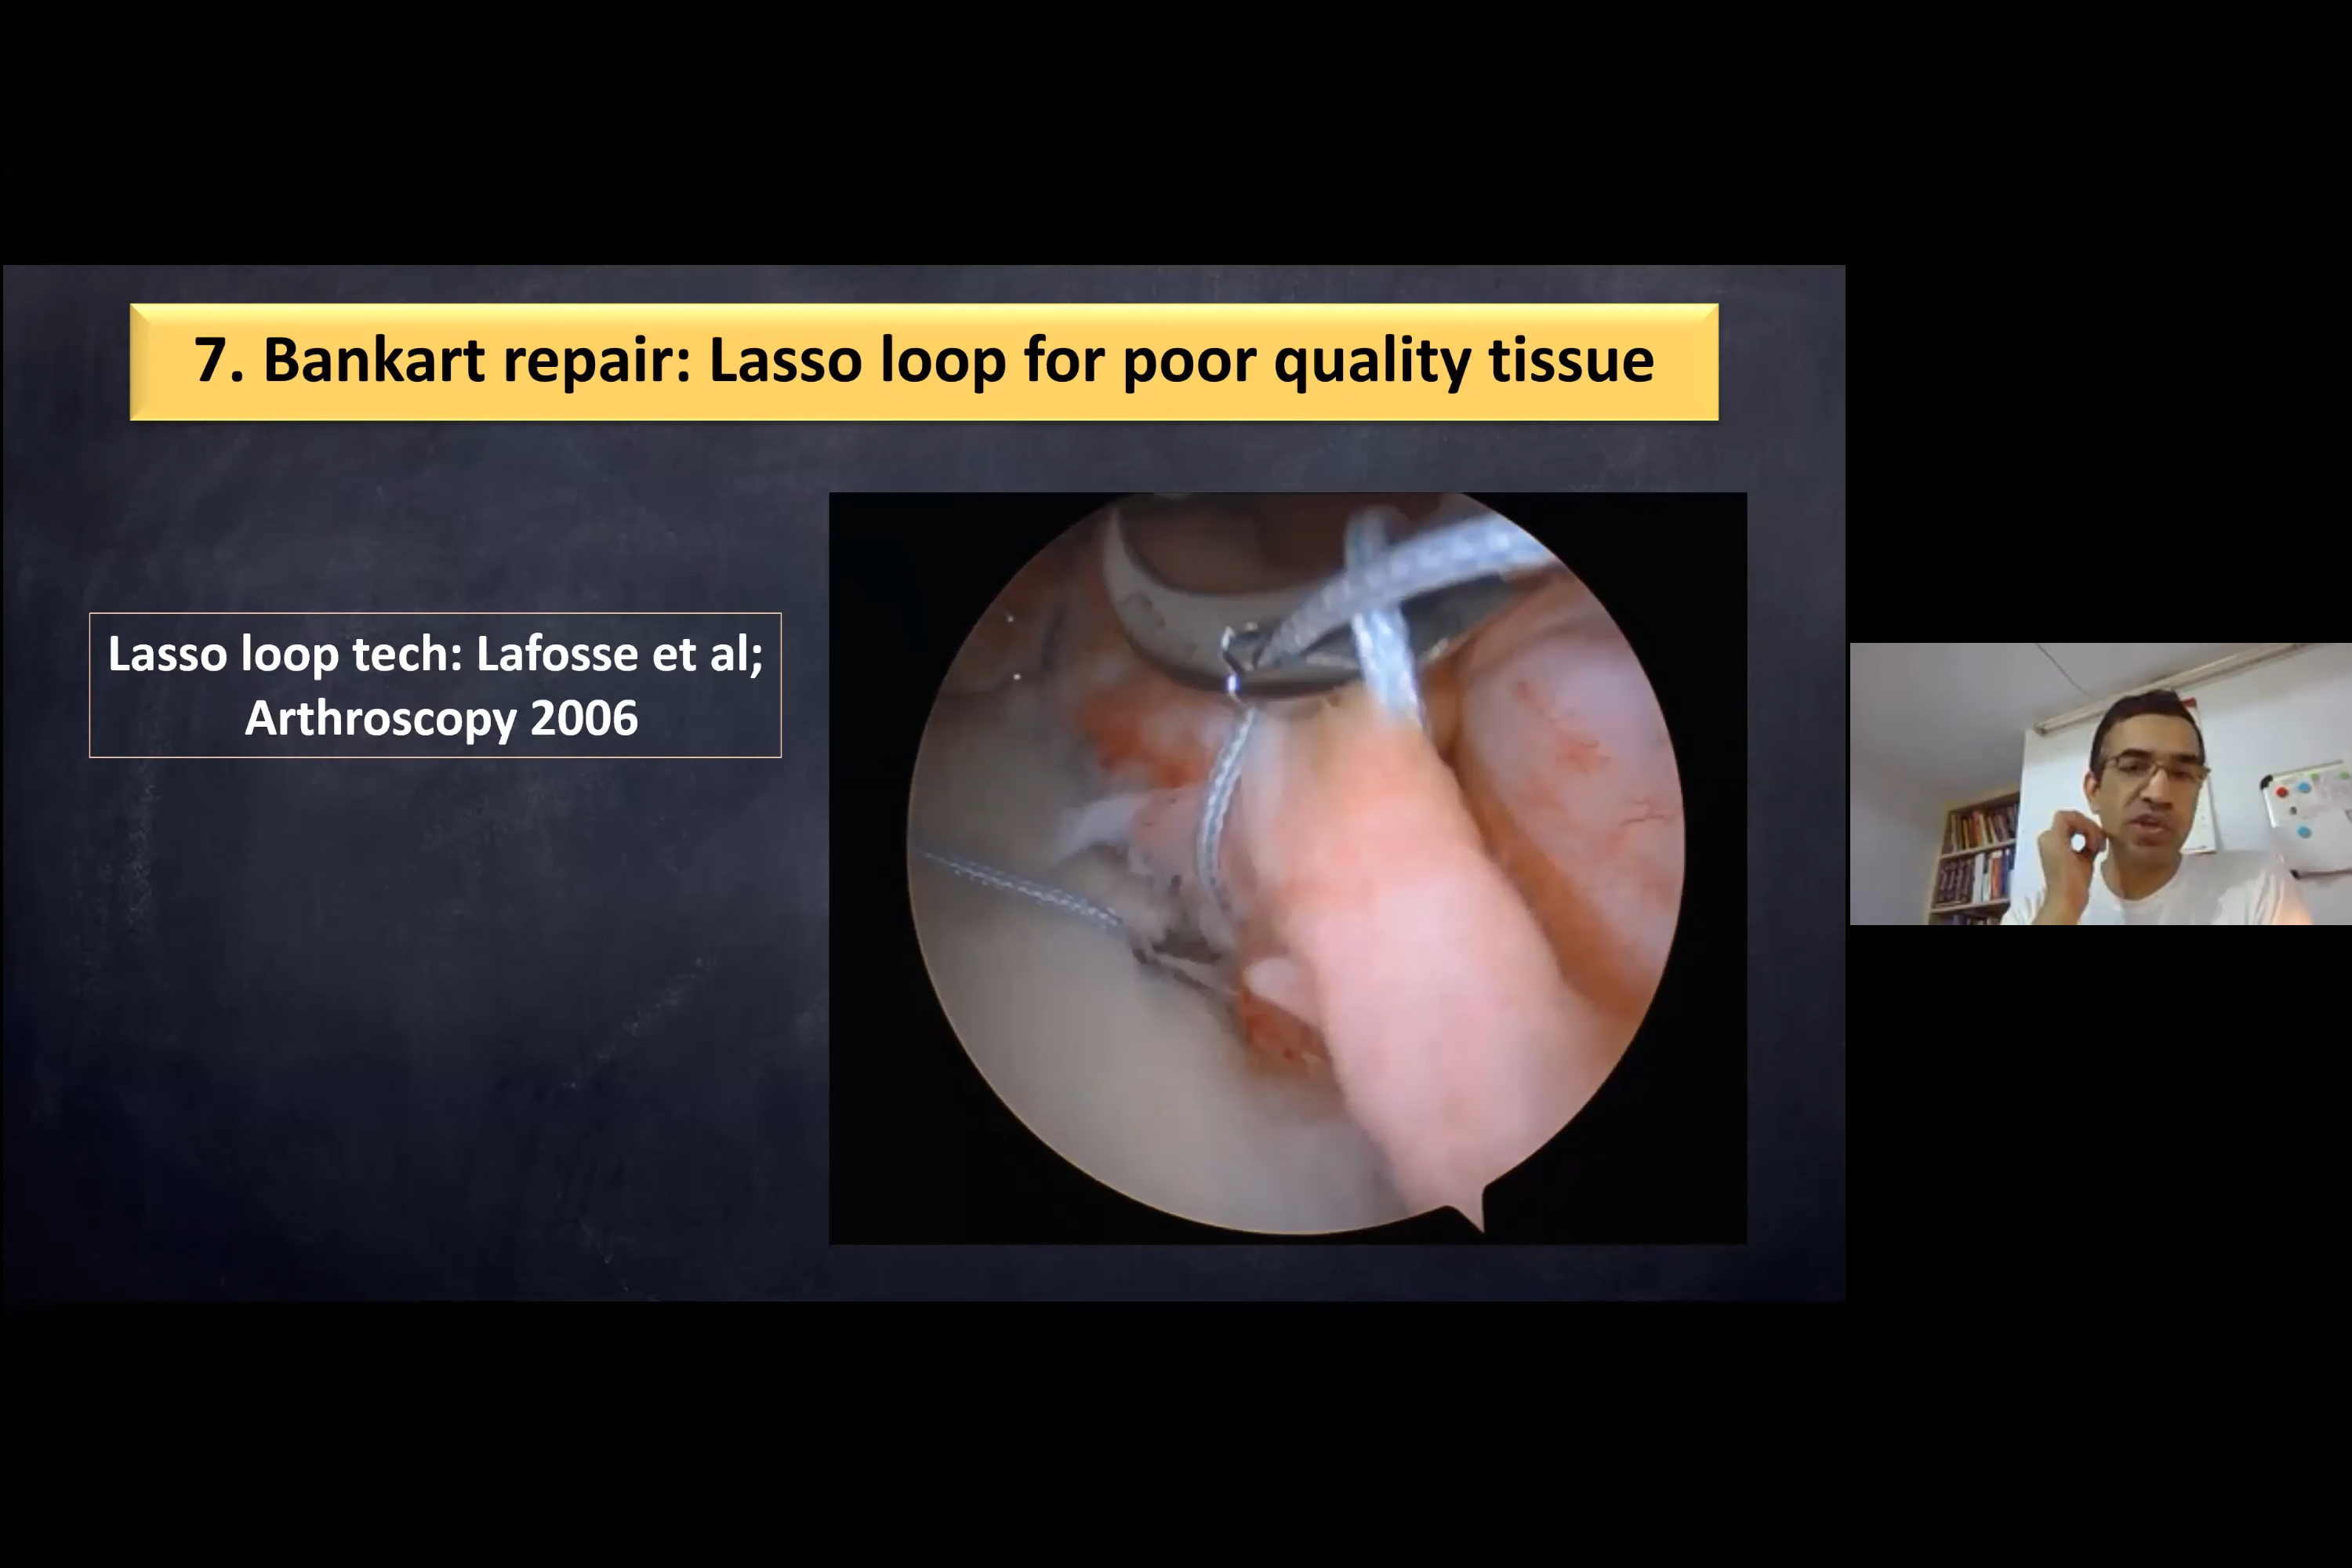 7. Bankart repair: Lasso loop for poor quality tissue
Lasso loop tech: Lafosse et al;
Arthroscopy 2006